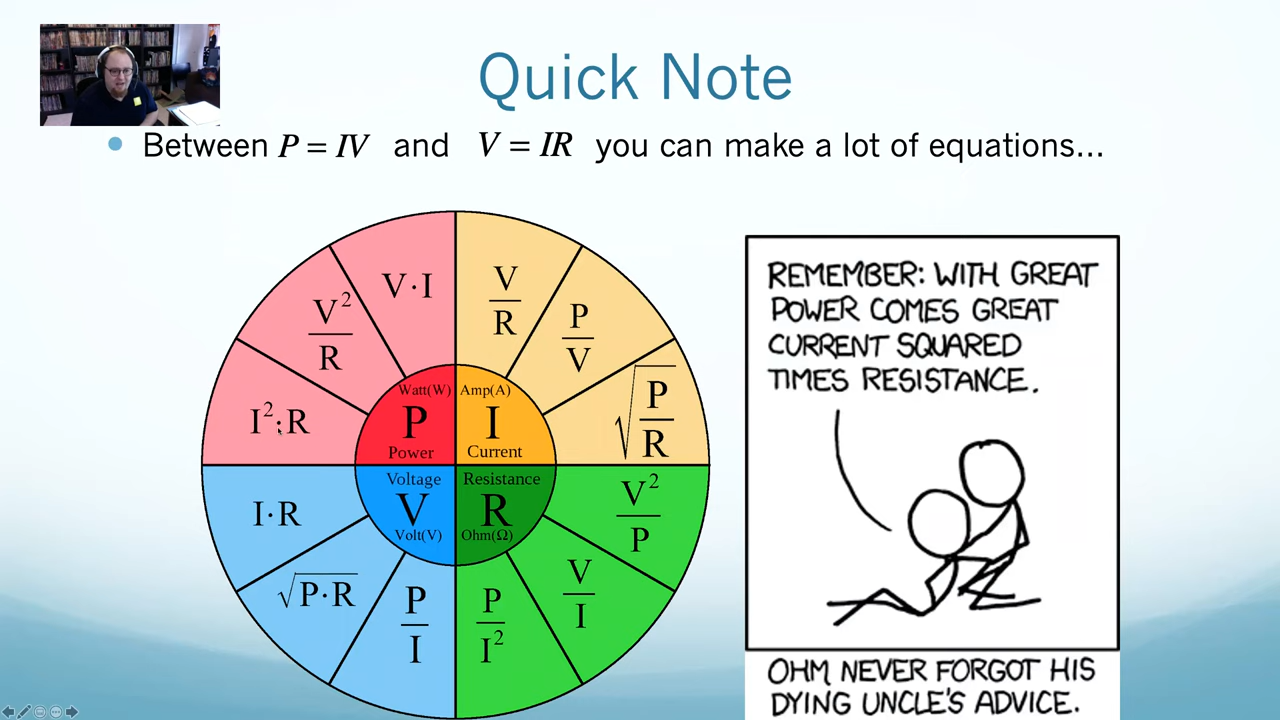 Quick Note
• Between P = IV and V = IR you can make a lot of equations...
V·I
V²/R
I²·R
V/R
P/V
√(P/R)
Watt(W)
P
Power
Amp(A)
I
Current
Voltage
V
Volt(V)
Resistance
R
Ohm(Ω)
I·R
√(P·R)
P/I
V²/P
V/I
P/I²
REMEMBER: WITH GREAT
POWER COMES GREAT
CURRENT SQUARED
TIMES RESISTANCE.
OHM NEVER FORGOT HIS
DYING UNCLE'S ADVICE.